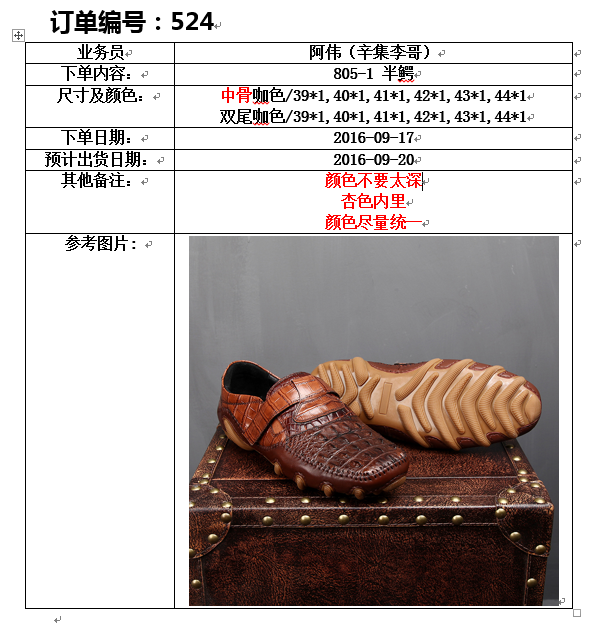 订单编号：524
业务员 阿伟（辛集李哥）
下单内容： 805-1 半鳄
尺寸及颜色： 中骨咖色/39*1,40*1,41*1,42*1,43*1,44*1
双尾咖色/39*1,40*1,41*1,42*1,43*1,44*1
下单日期： 2016-09-17
预计出货日期： 2016-09-20
其他备注： 颜色不要太深
杏色内里
颜色尽量统一
参考图片：